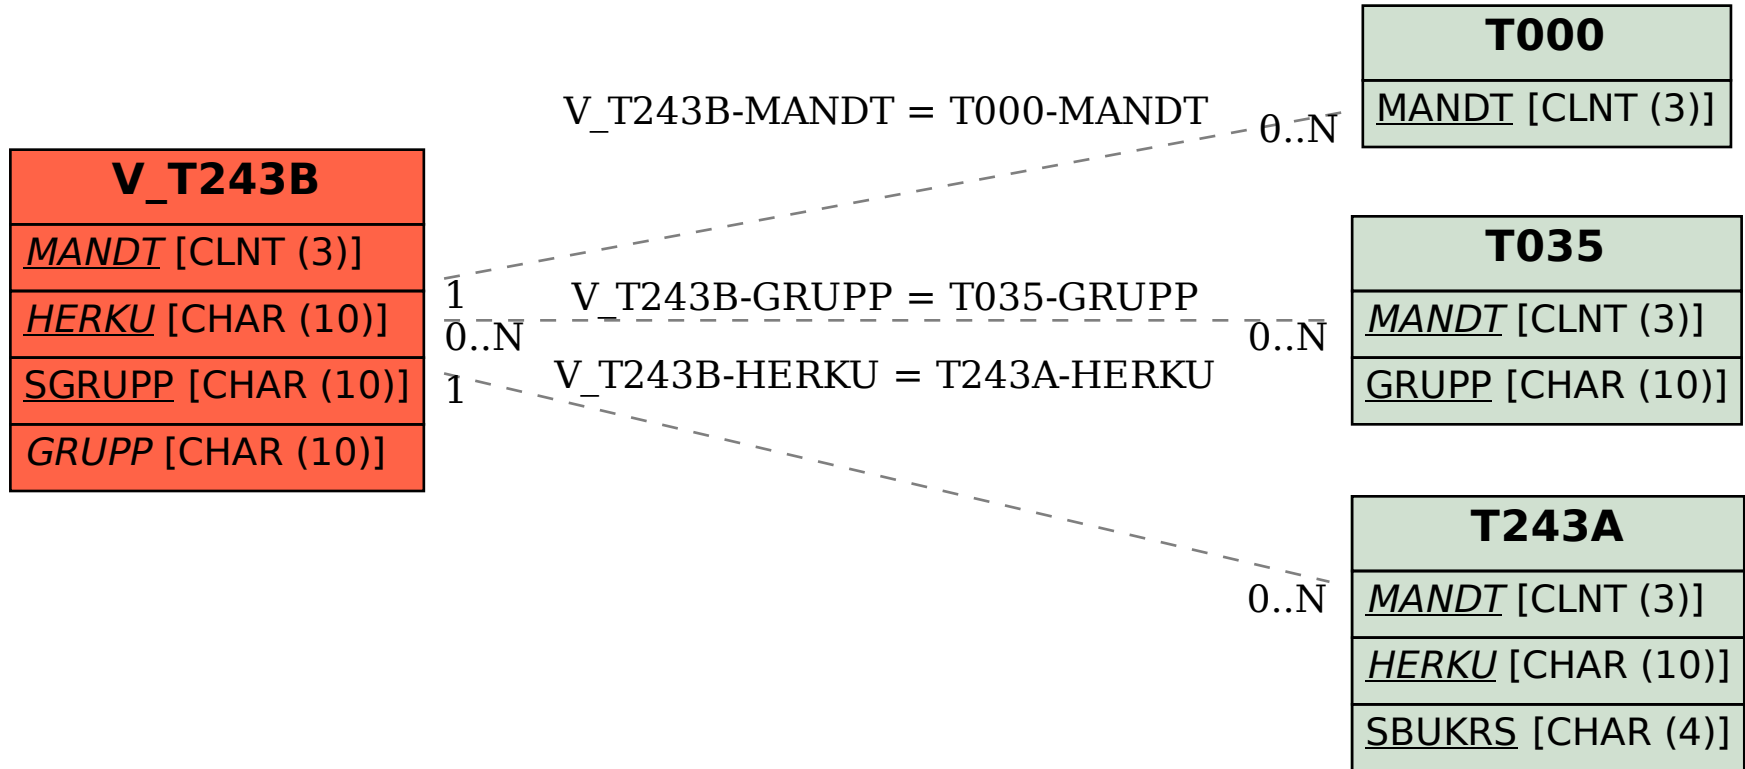 V_T243B
MANDT [CLNT (3)]
HERKU [CHAR (10)]
SGRUPP [CHAR (10)]
GRUPP [CHAR (10)]
V_T243B-MANDT = T000-MANDT
0..N
1
V_T243B-GRUPP = T035-GRUPP
0..N
0..N
V_T243B-HERKU = T243A-HERKU
1
0..N
T000
MANDT [CLNT (3)]
T035
MANDT [CLNT (3)]
GRUPP [CHAR (10)]
T243A
MANDT [CLNT (3)]
HERKU [CHAR (10)]
SBUKRS [CHAR (4)]